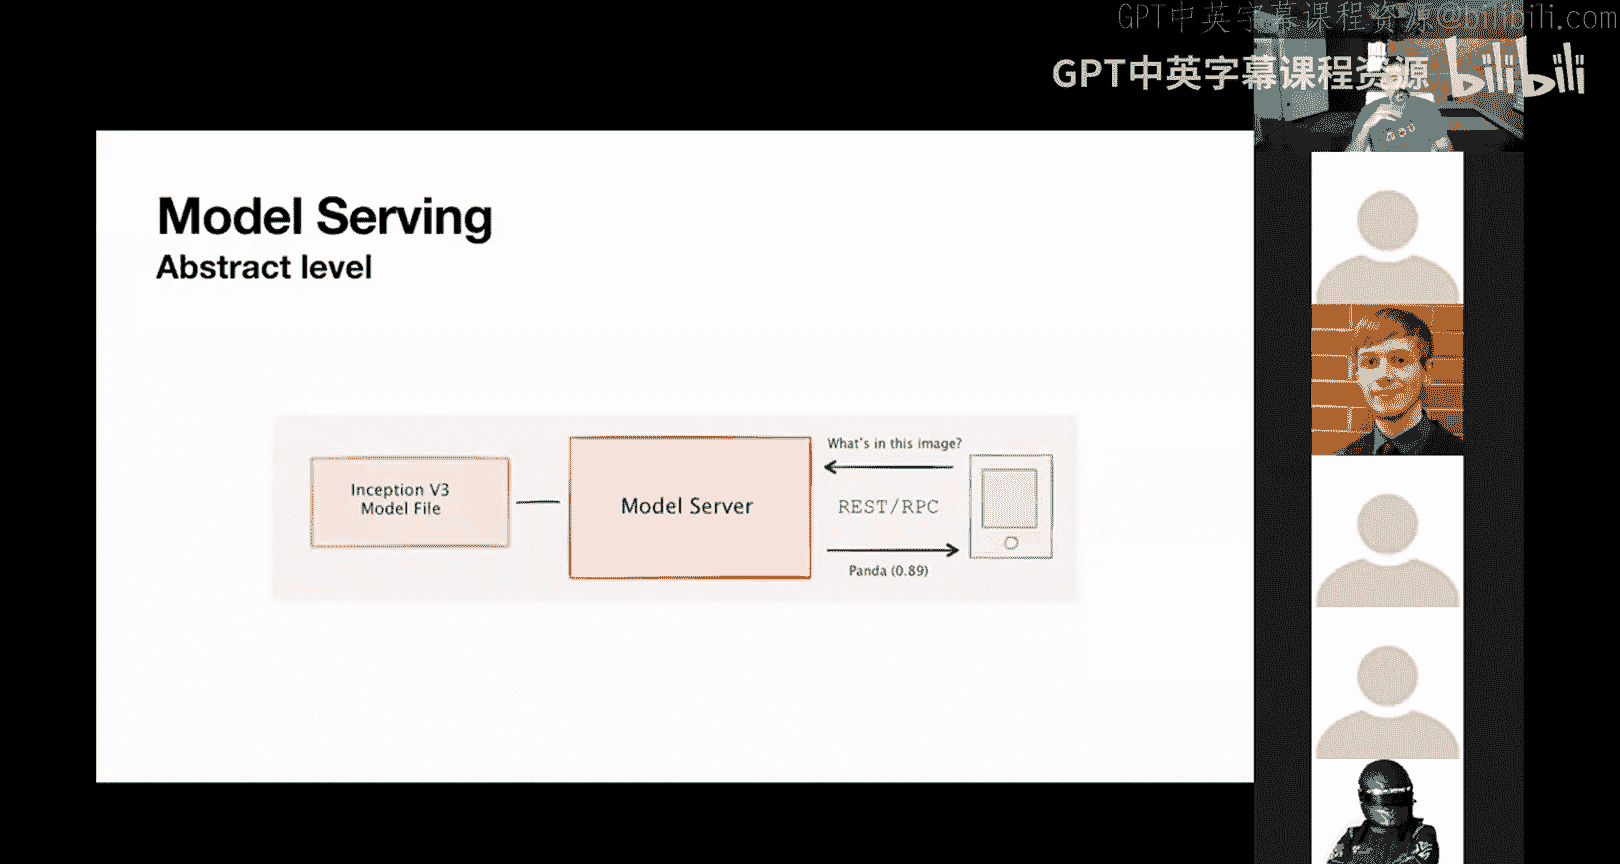 GPT中英字幕课程资源@bilibili.com
GPT中英字幕课程资源 bilibili
Model Serving
Abstract level
Inception V3
Model File
Model Server
What's in this image?
REST/RPC
Panda (0.89)